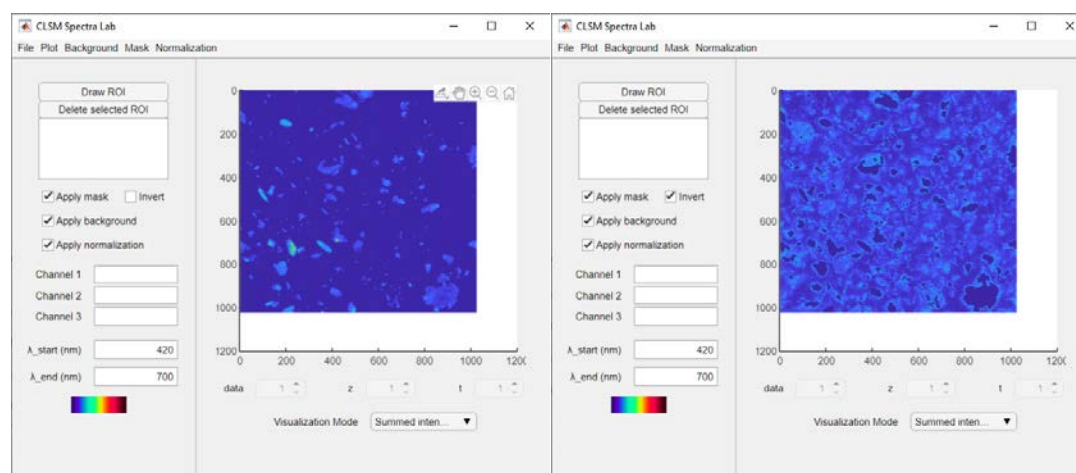 CLSM Spectra Lab
File Plot Background Mask Normalization
Draw ROI
Delete selected ROI
Apply mask Invert
Apply background
Apply normalization
Channel 1
Channel 2
Channel 3
λ_start (nm) 420
λ_end (nm) 700
0
200
400
600
800
1000
1200
0 200 400 600 800 1000 1200
data 1 z 1 t 1
Visualization Mode Summed inten...
CLSM Spectra Lab
File Plot Background Mask Normalization
Draw ROI
Delete selected ROI
Apply mask Invert
Apply background
Apply normalization
Channel 1
Channel 2
Channel 3
λ_start (nm) 420
λ_end (nm) 700
0
200
400
600
800
1000
1200
0 200 400 600 800 1000 120
data 1 z 1 t 1
Visualization Mode Summed inten...